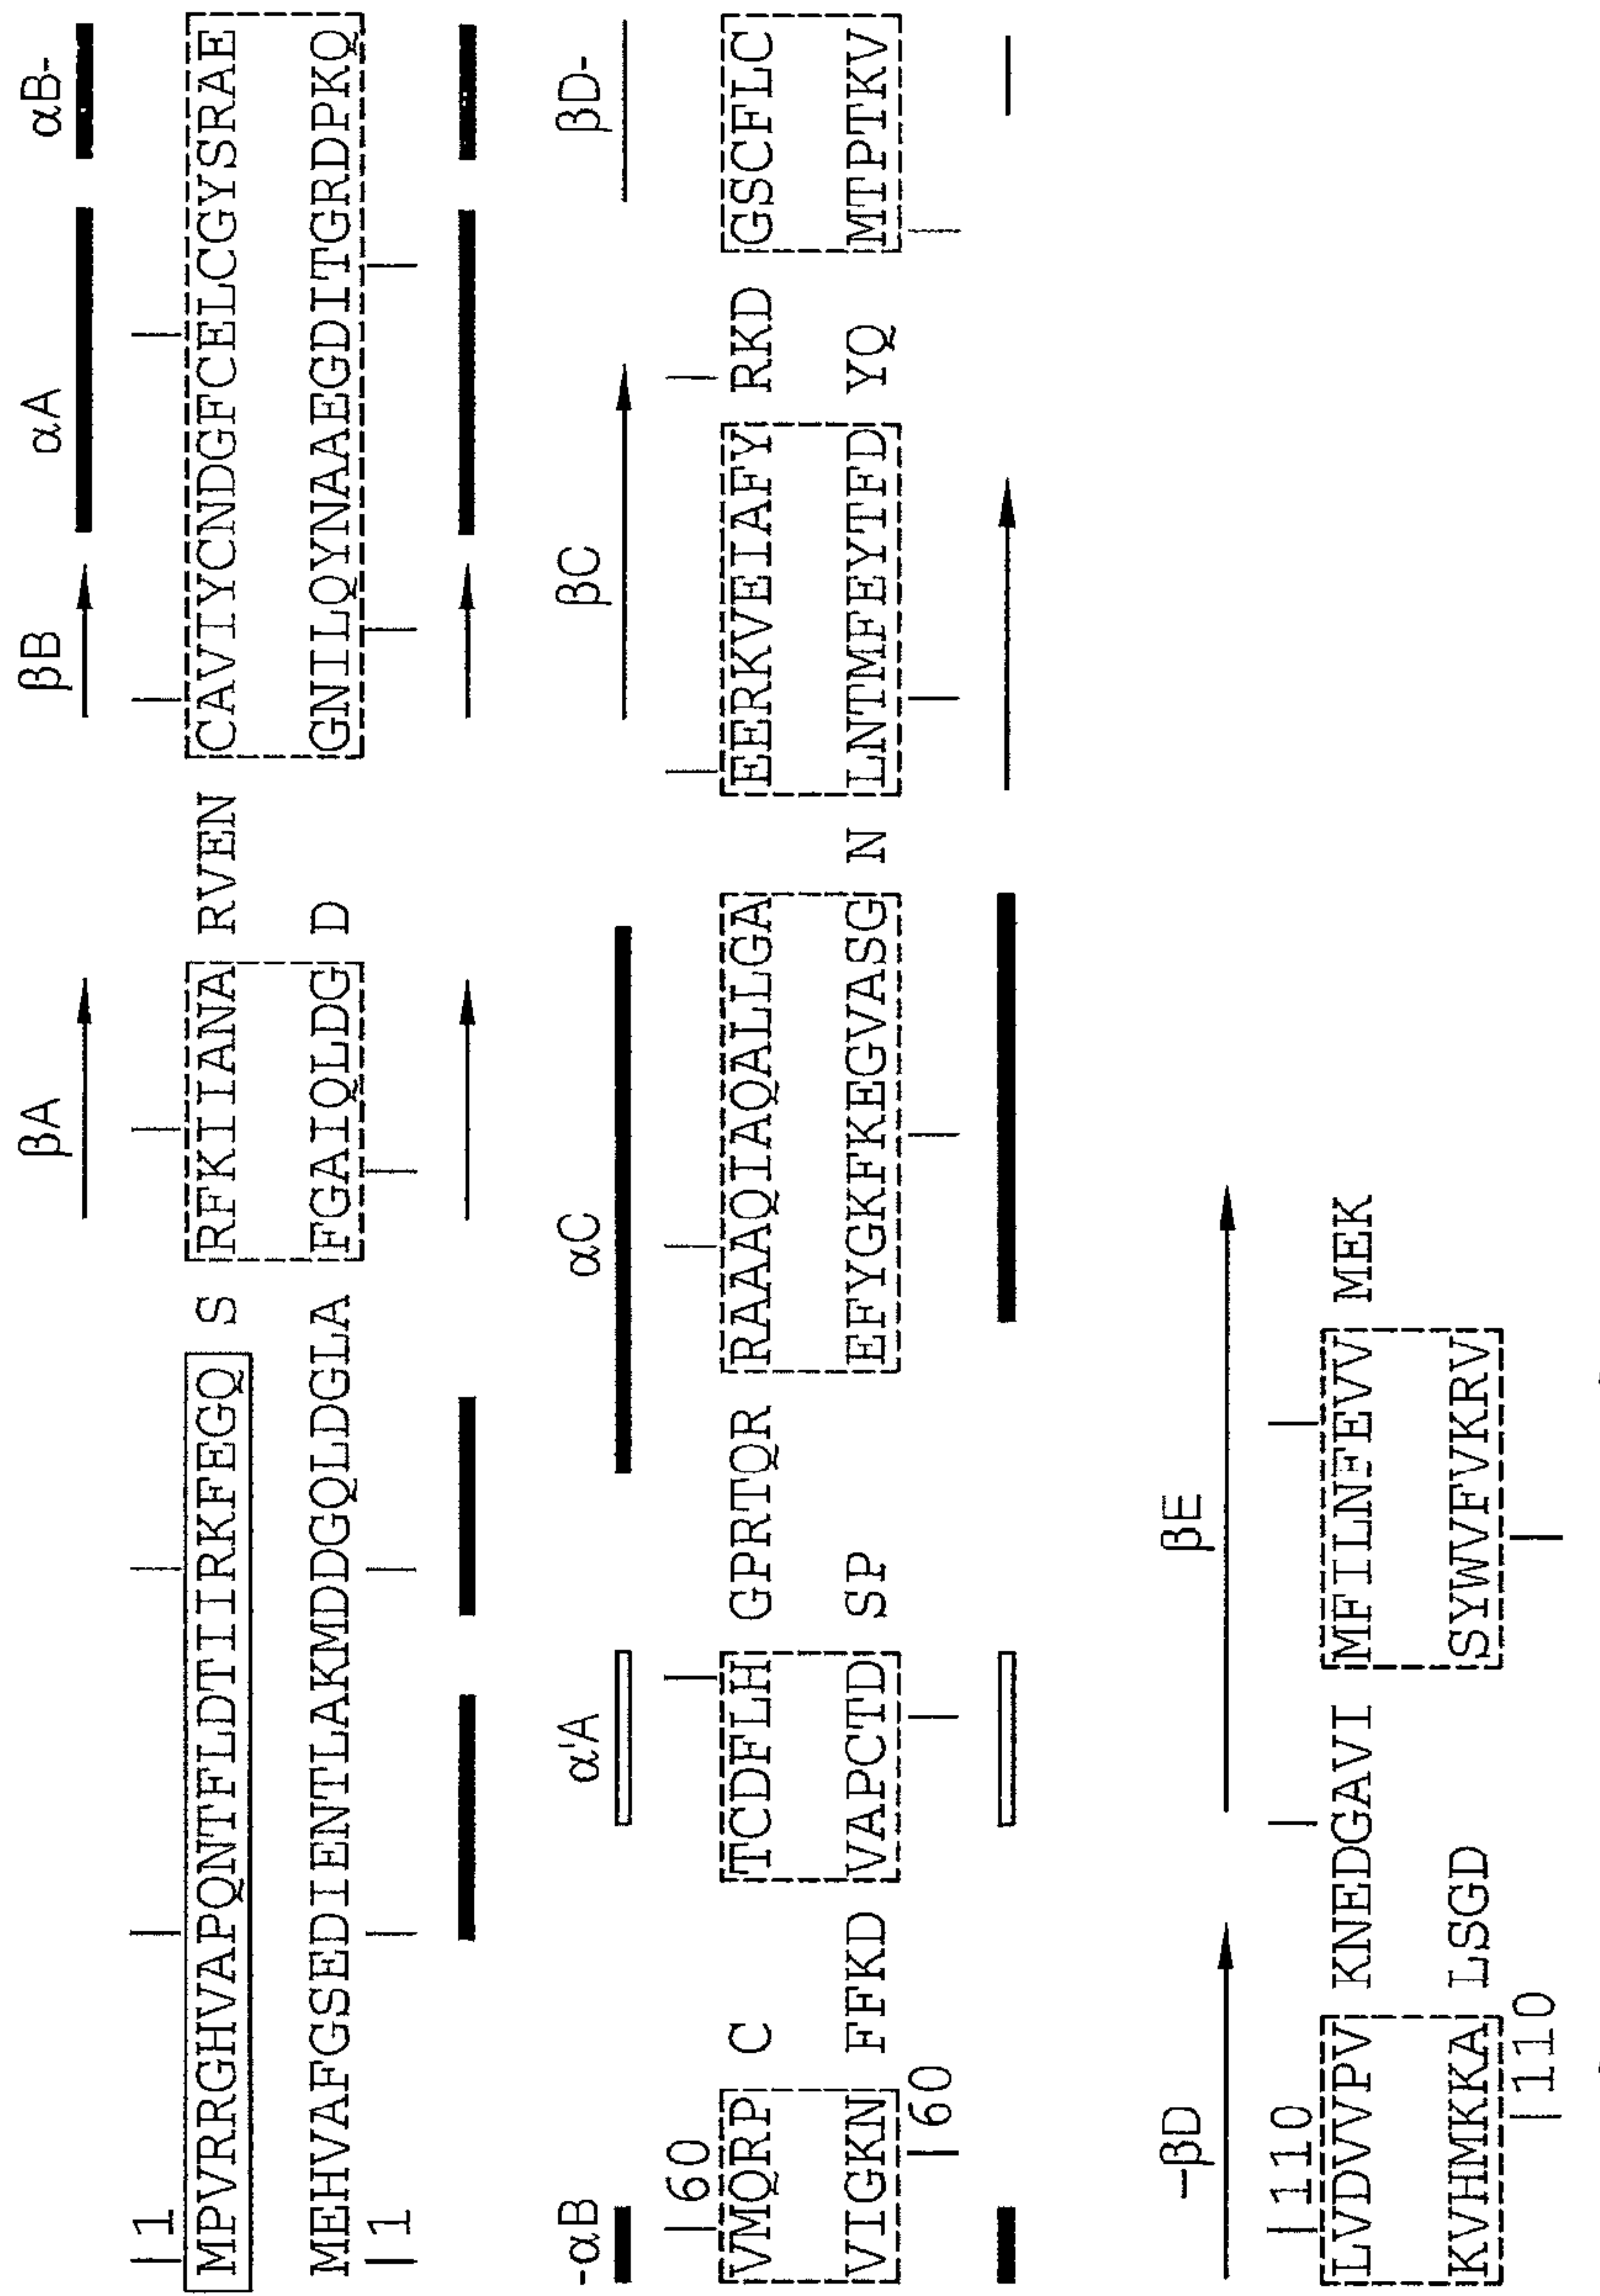 βA βB αA αB-
|1
MPVRRGHVAPQNTFLDTIIRKFEGQ S RFKIIANA RVEN CAVIYCNDGFCELCGYSRAE
MEHVAFGSEDIENTLAKMDDGQLDGLA FGAIQLDG D GNILQYNAAEGDITGRDPKQ
|1
-αB α'A αC βC βD-
|60
VMQRP C TCDFLH GPRTQR RAAAQIAQALLGA EERKVEIAFY RKD GSCFLC
VIGKN FFKD VAPCTD SP EFYGKFKEGVASG N LNTMFEYTFD YQ MTPTKV
|60
-βD βE
|110
LVDVVPV KNEDGAVI MFILNFEVV MEK
KVHMKKA LSGD SYWVFVKRV
|110